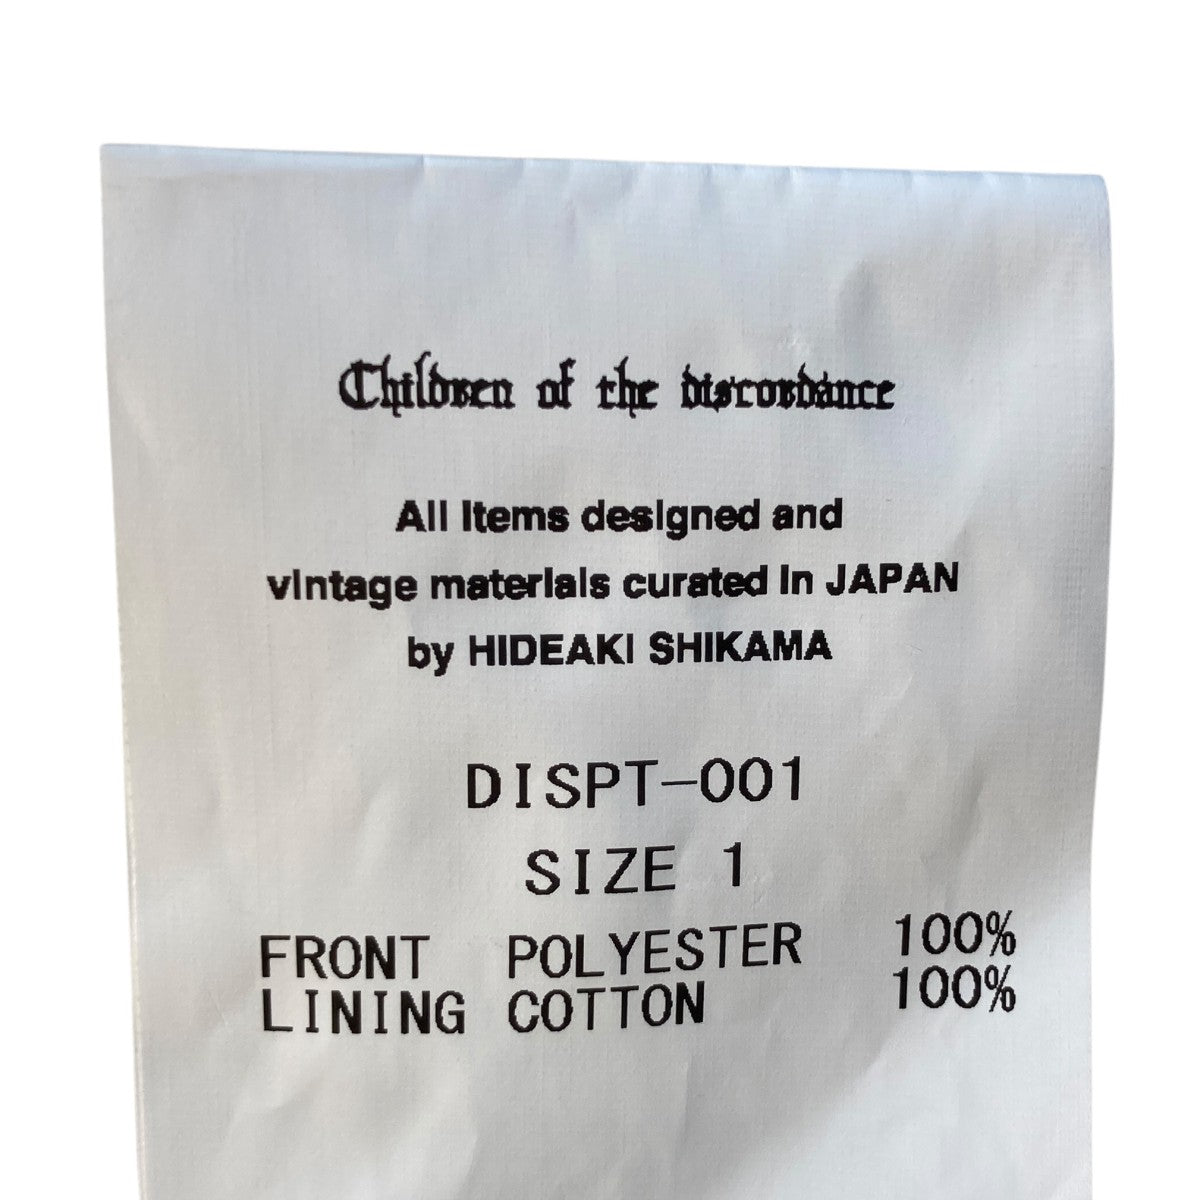 Children of the discordance
All Items designed and
vintage materials curated In JAPAN
by HIDEAKI SHIKAMA
DISPT-001
SIZE 1
FRONT POLYESTER 100%
LINING COTTON 100%